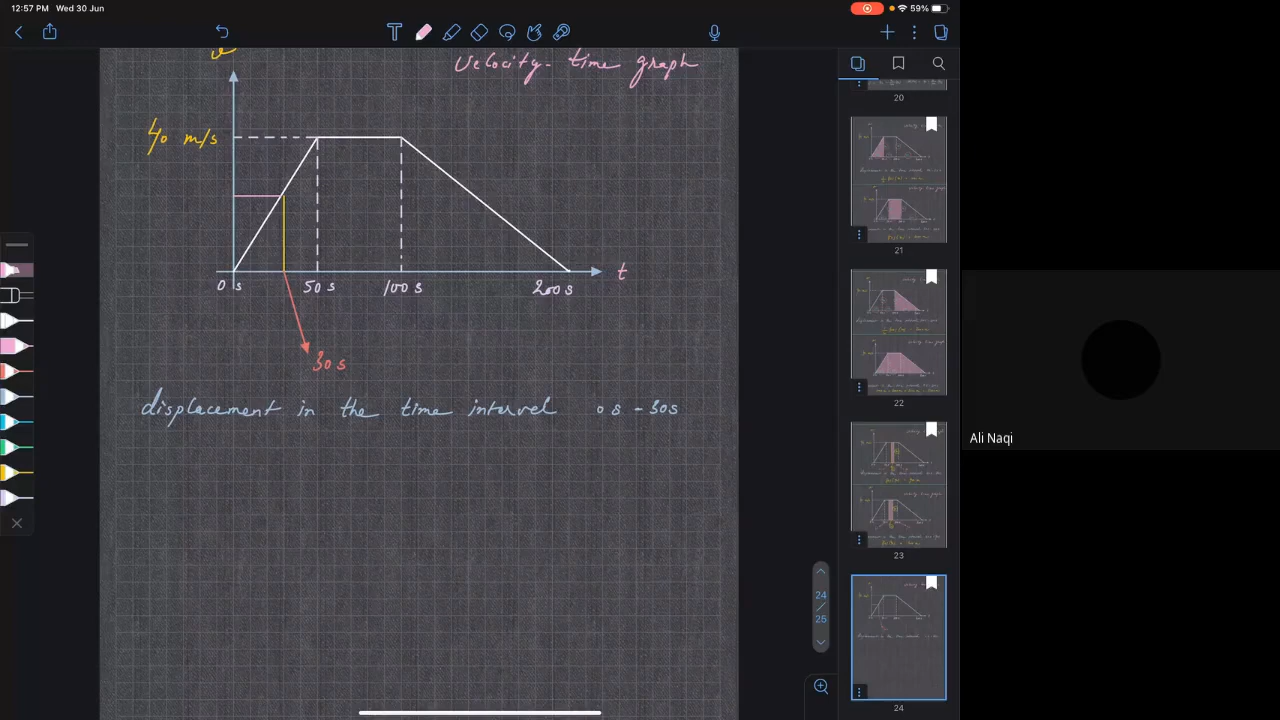 12:57 PM Wed 30 Jun
59%
v
Velocity - time graph
40 m/s
0 s
50 s
100 s
200 s
t
30 s
displacement in the time interval 0 s - 30s
20
21
22
23
24
24
25
Ali Naqi